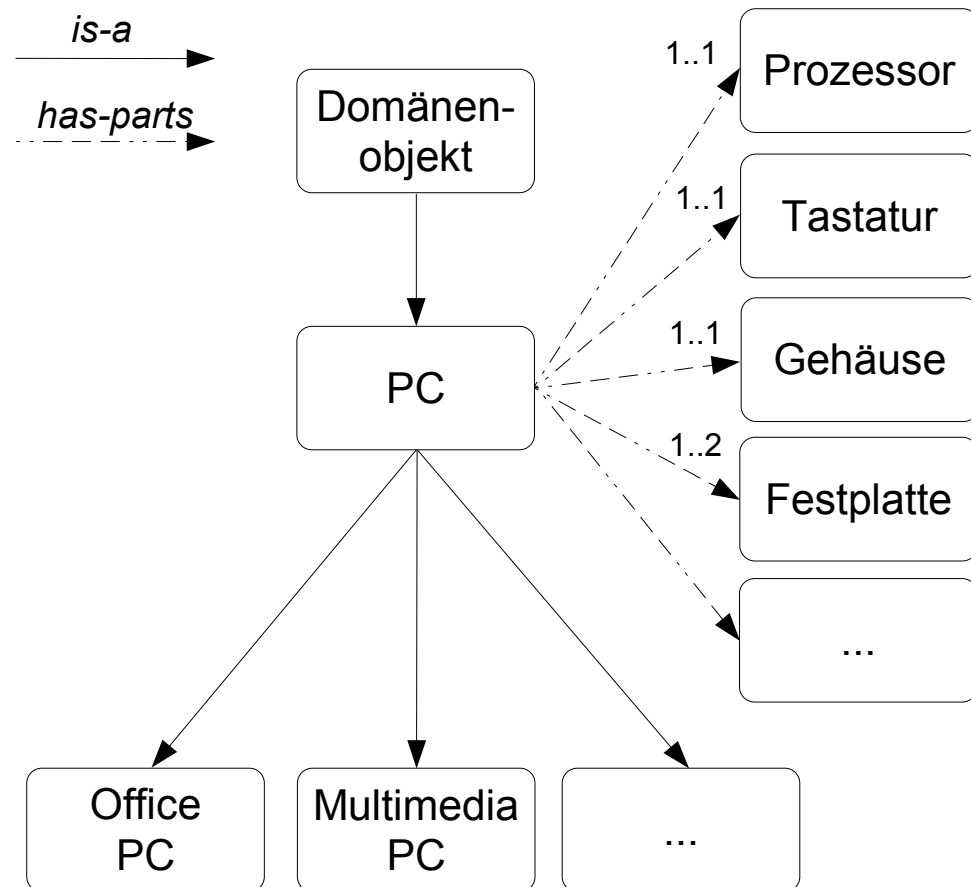 is-a
has-parts
Domänen-
objekt
PC
1..1
Prozessor
1..1
Tastatur
1..1
Gehäuse
1..2
Festplatte
...
Office
PC
Multimedia
PC
...